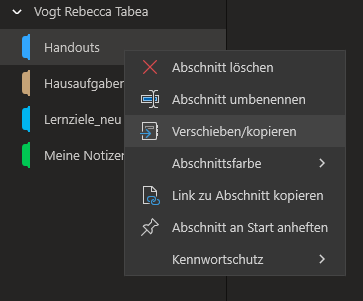 Vogt Rebecca Tabea
Handouts
Abschnitt löschen
Hausaufgaben
Abschnitt umbenennen
Lernziele_neu
Verschieben/kopieren
Meine Notizen
Abschnittsfarbe
Link zu Abschnitt kopieren
Abschnitt an Start anheften
Kennwortschutz